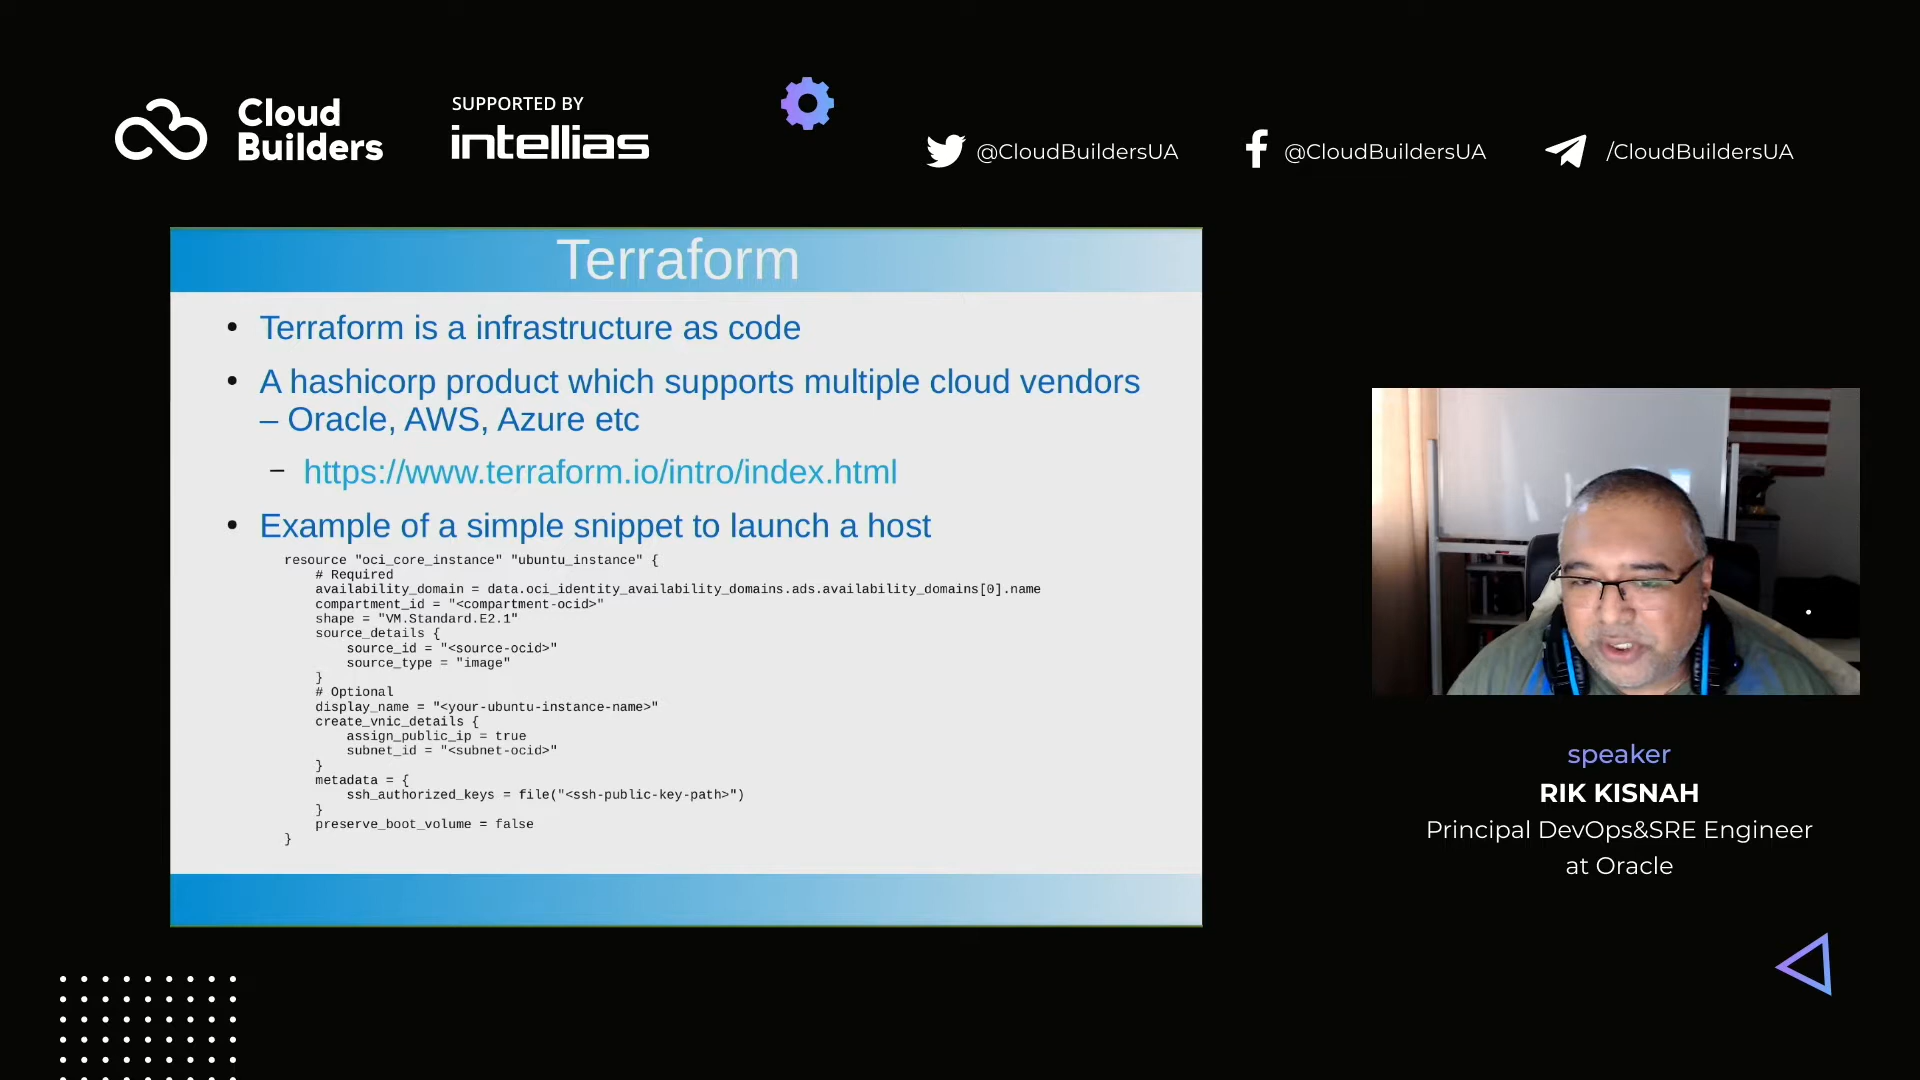 Cloud
Builders
SUPPORTED BY
intellias
@CloudBuildersUA
@CloudBuildersUA
/CloudBuildersUA
Terraform
• Terraform is a infrastructure as code
• A hashicorp product which supports multiple cloud vendors
– Oracle, AWS, Azure etc
– https://www.terraform.io/intro/index.html
• Example of a simple snippet to launch a host
resource "oci_core_instance" "ubuntu_instance" {
    # Required
    availability_domain = data.oci_identity_availability_domains.ads.availability_domains[0].name
    compartment_id = "<compartment-ocid>"
    shape = "VM.Standard.E2.1"
    source_details {
        source_id = "<source-ocid>"
        source_type = "image"
    }
    # Optional
    display_name = "<your-ubuntu-instance-name>"
    create_vnic_details {
        assign_public_ip = true
        subnet_id = "<subnet-ocid>"
    }
    metadata = {
        ssh_authorized_keys = file("<ssh-public-key-path>")
    }
    preserve_boot_volume = false
}
speaker
RIK KISNAH
Principal DevOps&SRE Engineer
at Oracle